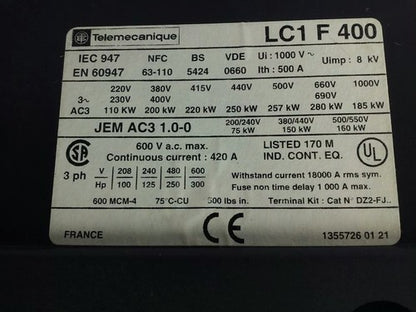 Telemecanique LC1 F 400
IEC 947 NFC BS VDE Ui : 1000 V ~ Uimp : 8 kV
EN 60947 63-110 5424 0660 Ith : 500 A
220V 380V 415V 440V 500V 660V 1000V
3~ 230V 400V 690V
AC3 110 KW 200 kW 220 kW 250 kW 257 kW 280 kW 185 kW
JEM AC3 1.0-0 200/240V 380/440V 500/550V
75 kW 150 kW 160 kW
SA 600 V a.c. max. LISTED 170 M UL
Continuous current : 420 A IND. CONT. EQ.
3 ph V 208 240 480 600 Withstand current 18000 A rms sym.
Hp 100 125 250 300 Fuse non time delay 1 000 A max.
600 MCM-4 75°C-CU 500 lbs in. Terminal Kit : Cat N° DZ2-FJ..
FRANCE CE 1355726 01 21